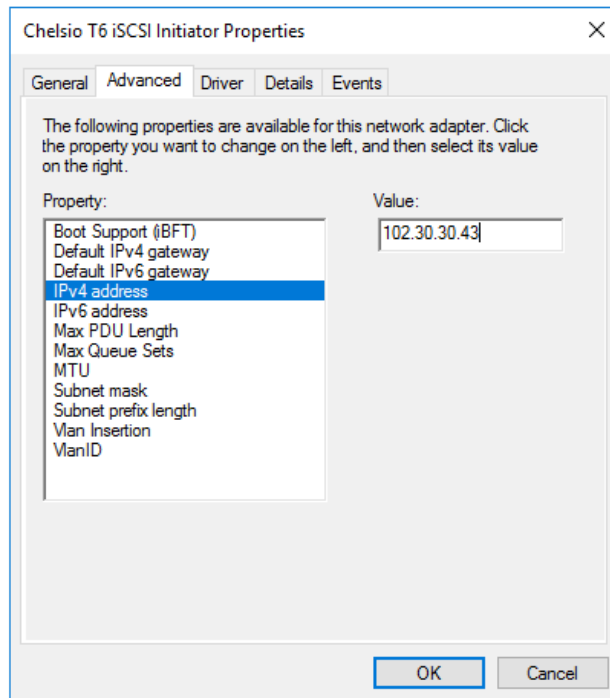 Chelsio T6 iSCSI Initiator Properties
General Advanced Driver Details Events
The following properties are available for this network adapter. Click
the property you want to change on the left, and then select its value
on the right.
Property:
Value:
Boot Support (iBFT)
Default IPv4 gateway
Default IPv6 gateway
IPv4 address
IPv6 address
Max PDU Length
Max Queue Sets
MTU
Subnet mask
Subnet prefix length
Vlan Insertion
VlanID
102.30.30.43
OK
Cancel